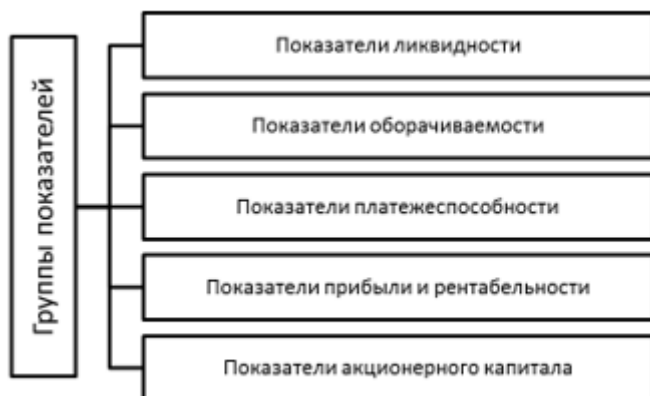 Группы показателей
Показатели ликвидности
Показатели оборачиваемости
Показатели платежеспособности
Показатели прибыли и рентабельности
Показатели акционерного капитала